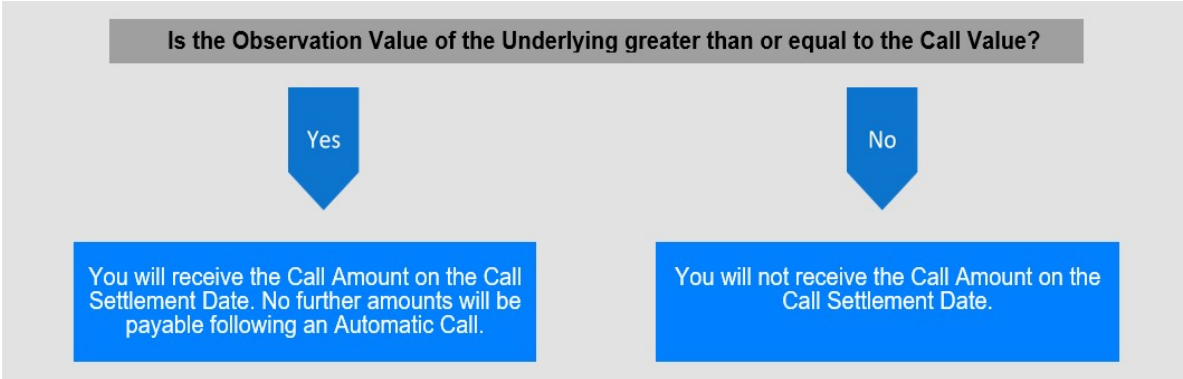 Is the Observation Value of the Underlying greater than or equal to the Call Value?
Yes
No
You will receive the Call Amount on the Call
Settlement Date. No further amounts will be
payable following an Automatic Call.
You will not receive the Call Amount on the
Call Settlement Date.